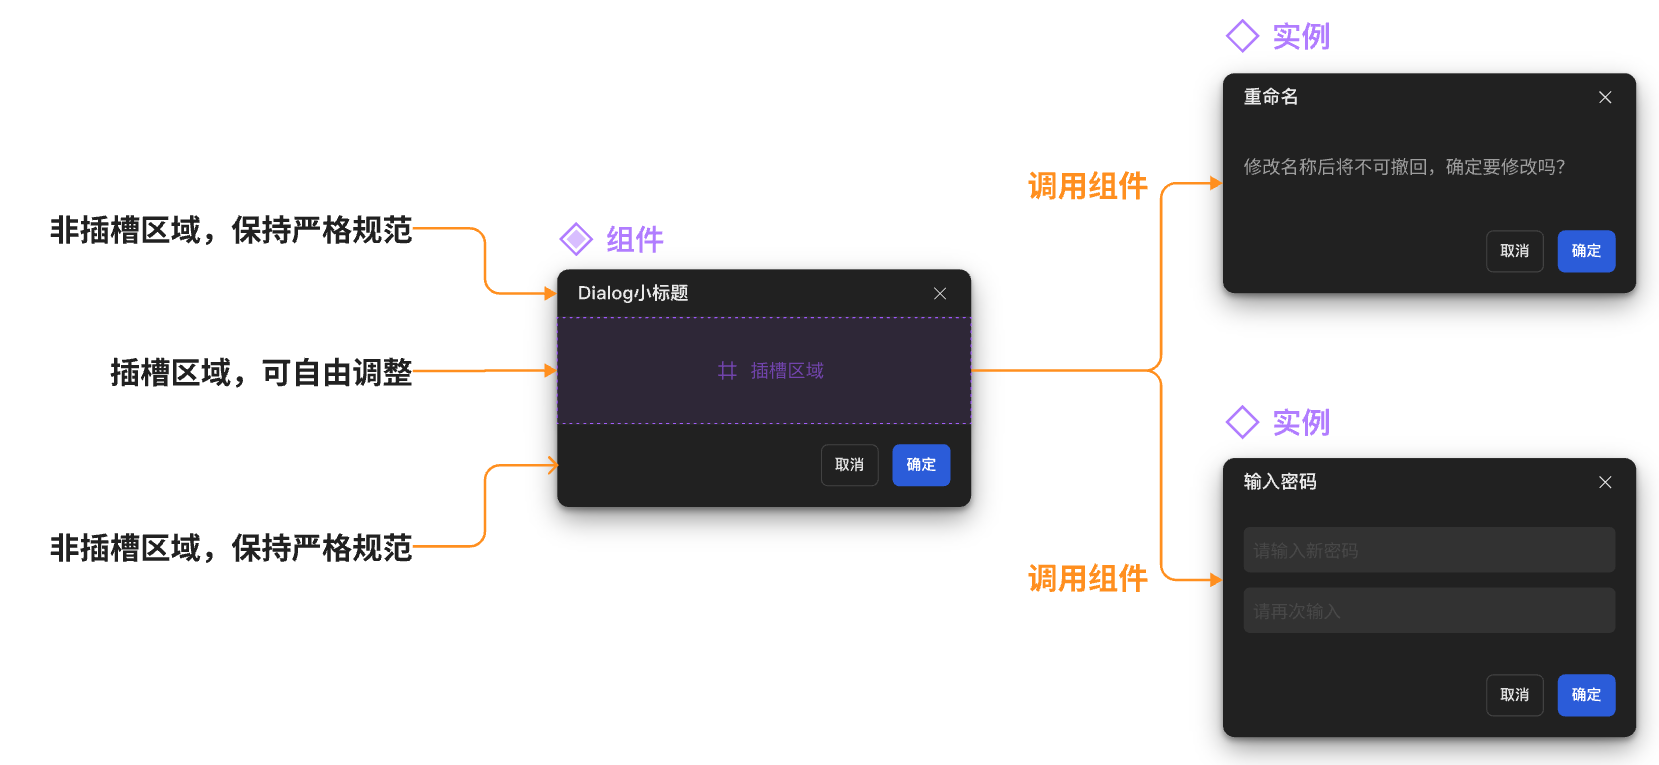 非插槽区域，保持严格规范
插槽区域，可自由调整
非插槽区域，保持严格规范
组件
Dialog小标题
插槽区域
取消
确定
调用组件
调用组件
实例
重命名
修改名称后将不可撤回，确定要修改吗？
取消
确定
实例
输入密码
请输入新密码
请再次输入
取消
确定